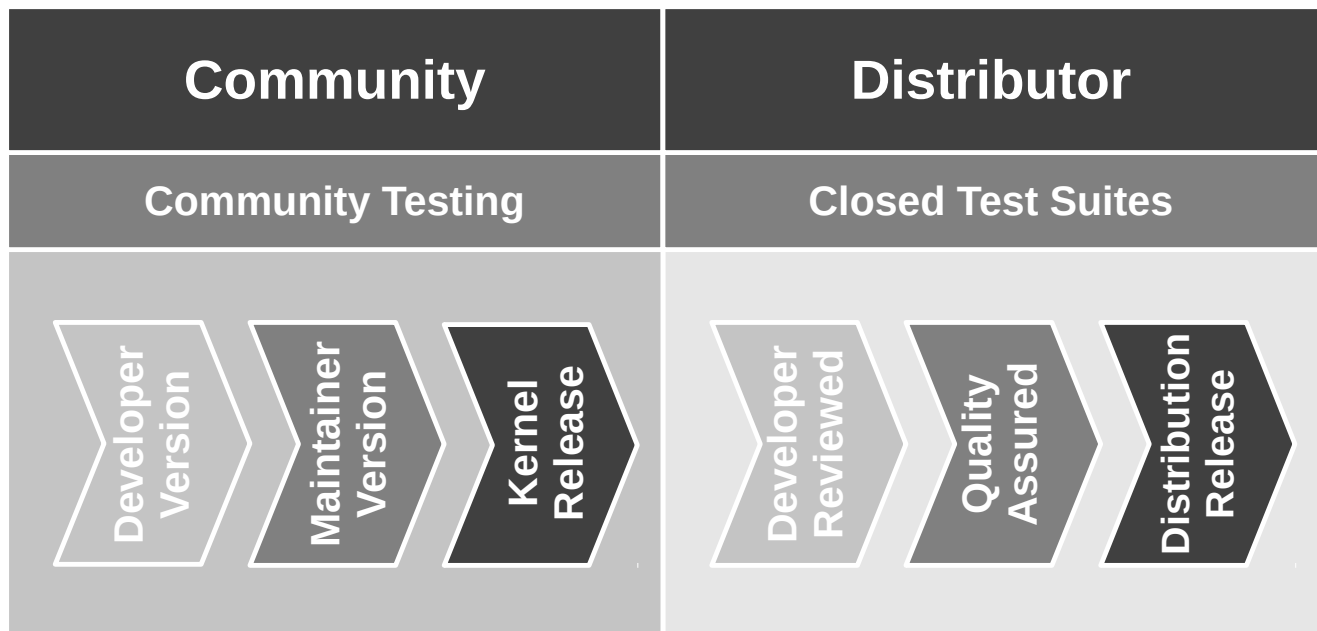 Community
Distributor
Community Testing
Closed Test Suites
Developer
Version
Maintainer
Version
Kernel
Release
Developer
Reviewed
Quality
Assured
Distribution
Release